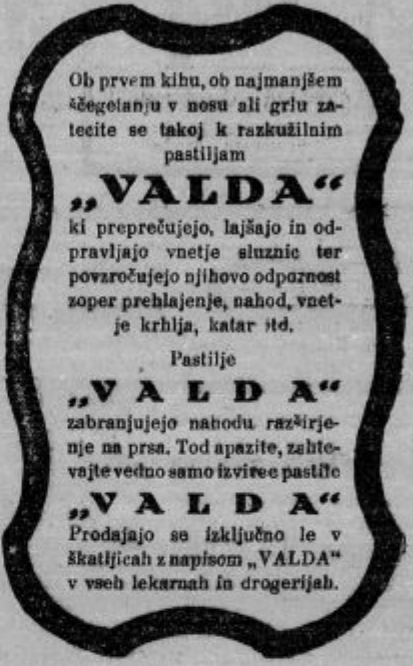 Ob prvem kihu, ob najmanjšem
ščegetanju v nosu ali grlu za-
tecite se takoj k razkužilnim
pastiljam
„VALDA“
ki preprečujejo, lajšajo in od-
pravljajo vnetje sluznic ter
povzročujejo njihovo odpornost
zoper prehlajenje, nahod, vnet-
je krhlja, katar itd.
Pastilje
„VALDA“
zabranjujejo nahodu razširje-
nje na prsa. Tod apazite, zahte-
vajte vedno samo izvirec pastile
„VALDA“
Prodajajo se izključno le v
škatljicah z napisom „VALDA“
v vseh lekarnah in drogerijah.